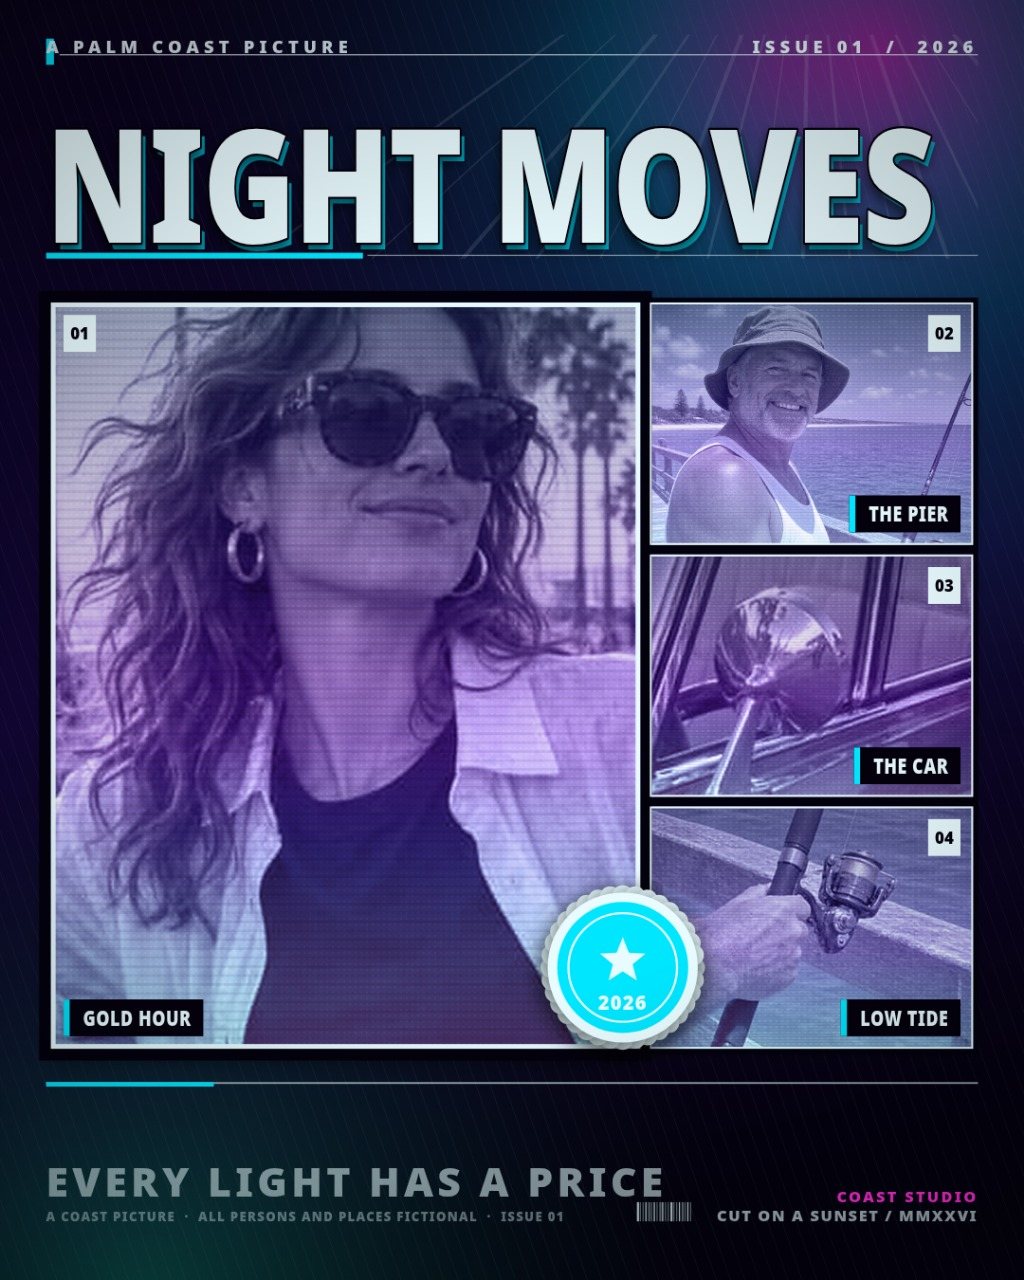 A PALM COAST PICTURE
ISSUE 01 / 2026
NIGHT MOVES
01
02
THE PIER
03
THE CAR
04
2026
GOLD HOUR
LOW TIDE
EVERY LIGHT HAS A PRICE
COAST STUDIO
A COAST PICTURE · ALL PERSONS AND PLACES FICTIONAL · ISSUE 01
CUT ON A SUNSET / MMXXVI